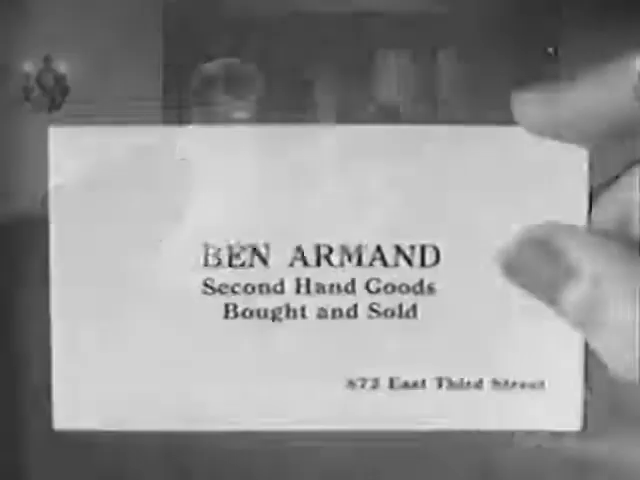 BEN ARMAND
Second Hand Goods
Bought and Sold
872 East Third Street